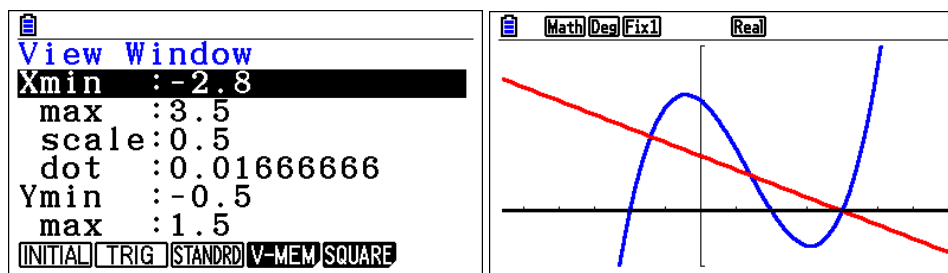 View Window
Xmin :-2.8
max :3.5
scale:0.5
dot :0.01666666
Ymin :-0.5
max :1.5
INITIAL TRIG STANDRD V-MEM SQUARE
Math Deg Fix1 Real